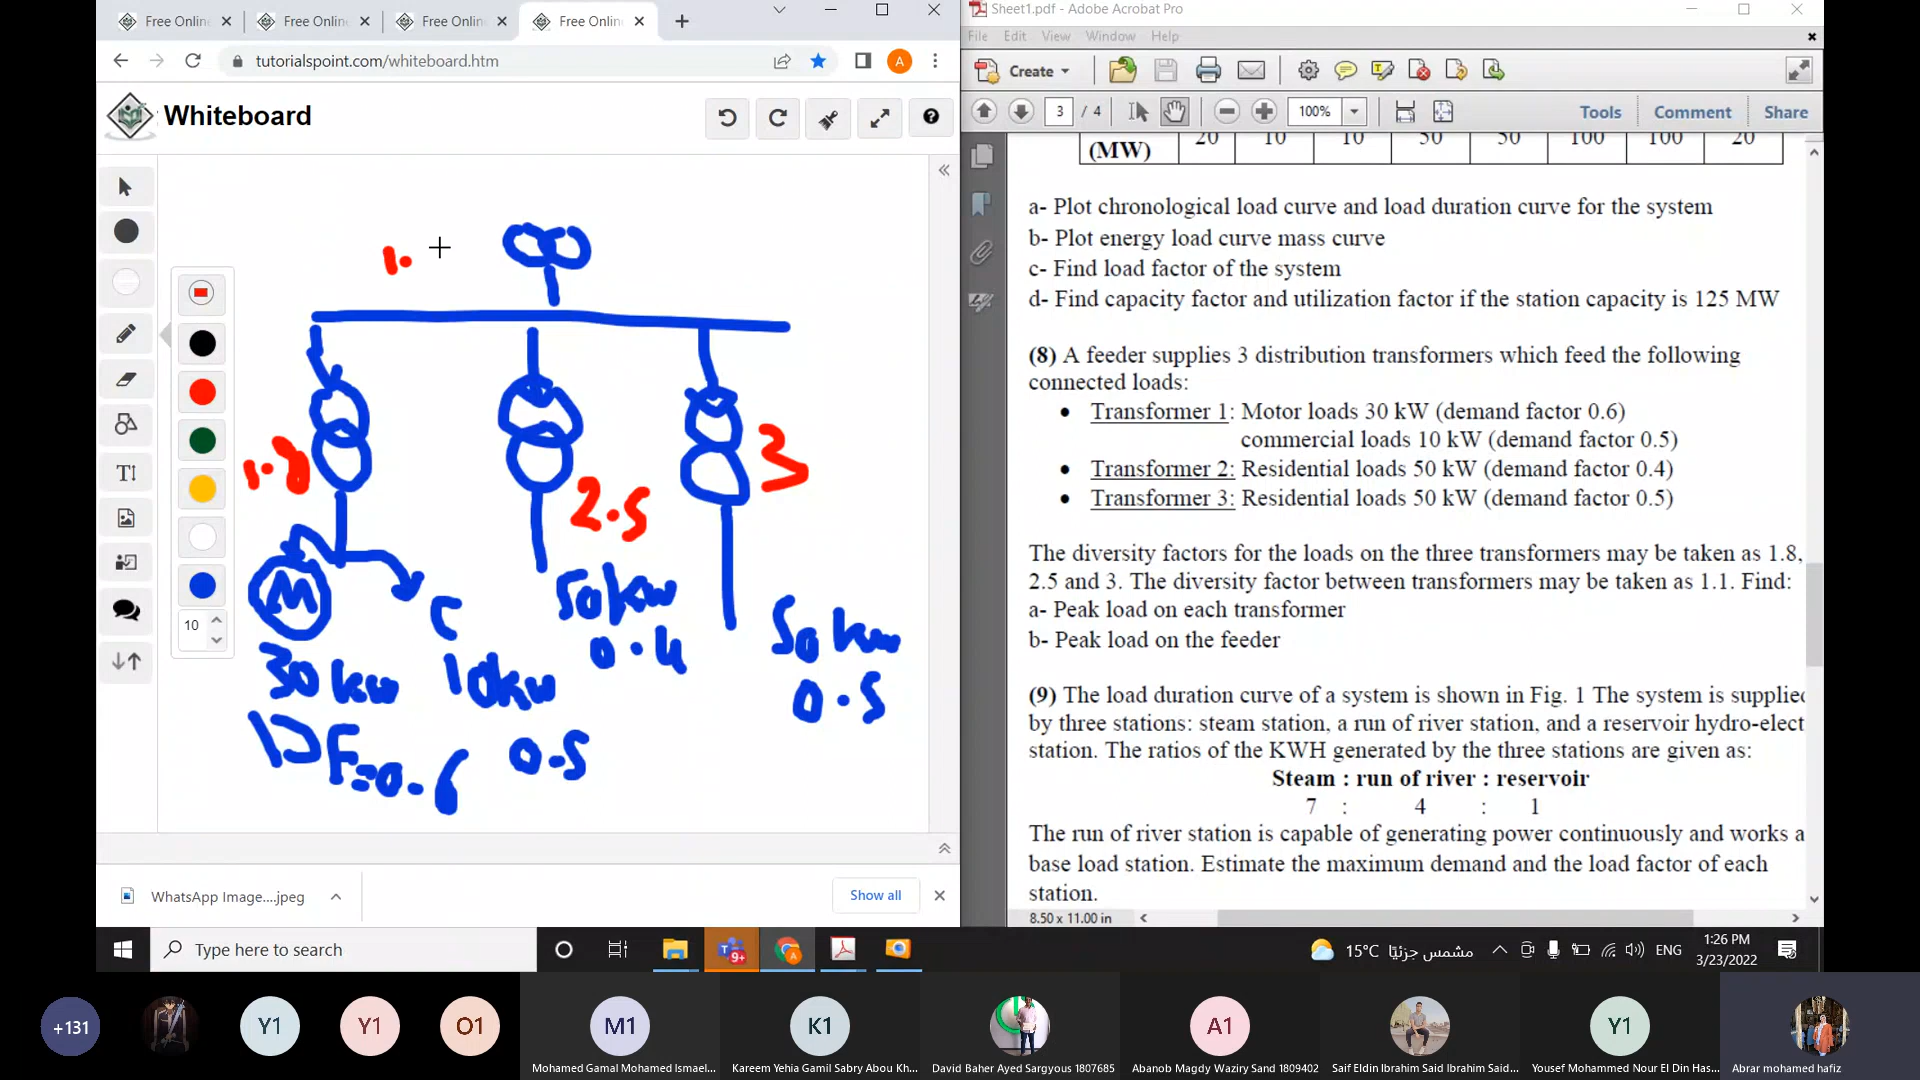 Free Onlin
Free Onlin
Free Onlin
Free Onlin
tutorialspoint.com/whiteboard.htm
A
Whiteboard
10
1.
1.8
2.5
3
M
C
30 kw
10kw
50kw
0.4
50 kw
0.5
DF=0.6
0.5
WhatsApp Image....jpeg
Show all
Sheet1.pdf - Adobe Acrobat Pro
File Edit View Window Help
Create
3 / 4
100%
Tools Comment Share
(MW) 20 10 10 50 50 100 100 20
a- Plot chronological load curve and load duration curve for the system
b- Plot energy load curve mass curve
c- Find load factor of the system
d- Find capacity factor and utilization factor if the station capacity is 125 MW
(8) A feeder supplies 3 distribution transformers which feed the following
connected loads:
• Transformer 1: Motor loads 30 kW (demand factor 0.6)
commercial loads 10 kW (demand factor 0.5)
• Transformer 2: Residential loads 50 kW (demand factor 0.4)
• Transformer 3: Residential loads 50 kW (demand factor 0.5)
The diversity factors for the loads on the three transformers may be taken as 1.8,
2.5 and 3. The diversity factor between transformers may be taken as 1.1. Find:
a- Peak load on each transformer
b- Peak load on the feeder
(9) The load duration curve of a system is shown in Fig. 1 The system is supplied
by three stations: steam station, a run of river station, and a reservoir hydro-elect
station. The ratios of the KWH generated by the three stations are given as:
Steam : run of river : reservoir
7 : 4 : 1
The run of river station is capable of generating power continuously and works a
base load station. Estimate the maximum demand and the load factor of each
station.
8.50 x 11.00 in
Type here to search
9+
15°C مشمس جزئيًا
ENG
1:26 PM
3/23/2022
+131
Y1
Y1
O1
M1
K1
A1
Y1
Mohamed Gamal Mohamed Ismael...
Kareem Yehia Gamil Sabry Abou Kh...
David Baher Ayed Sargyous 1807685
Abanob Magdy Waziry Sand 1809402
Saif Eldin Ibrahim Said Ibrahim Said...
Yousef Mohammed Nour El Din Has...
Abrar mohamed hafiz